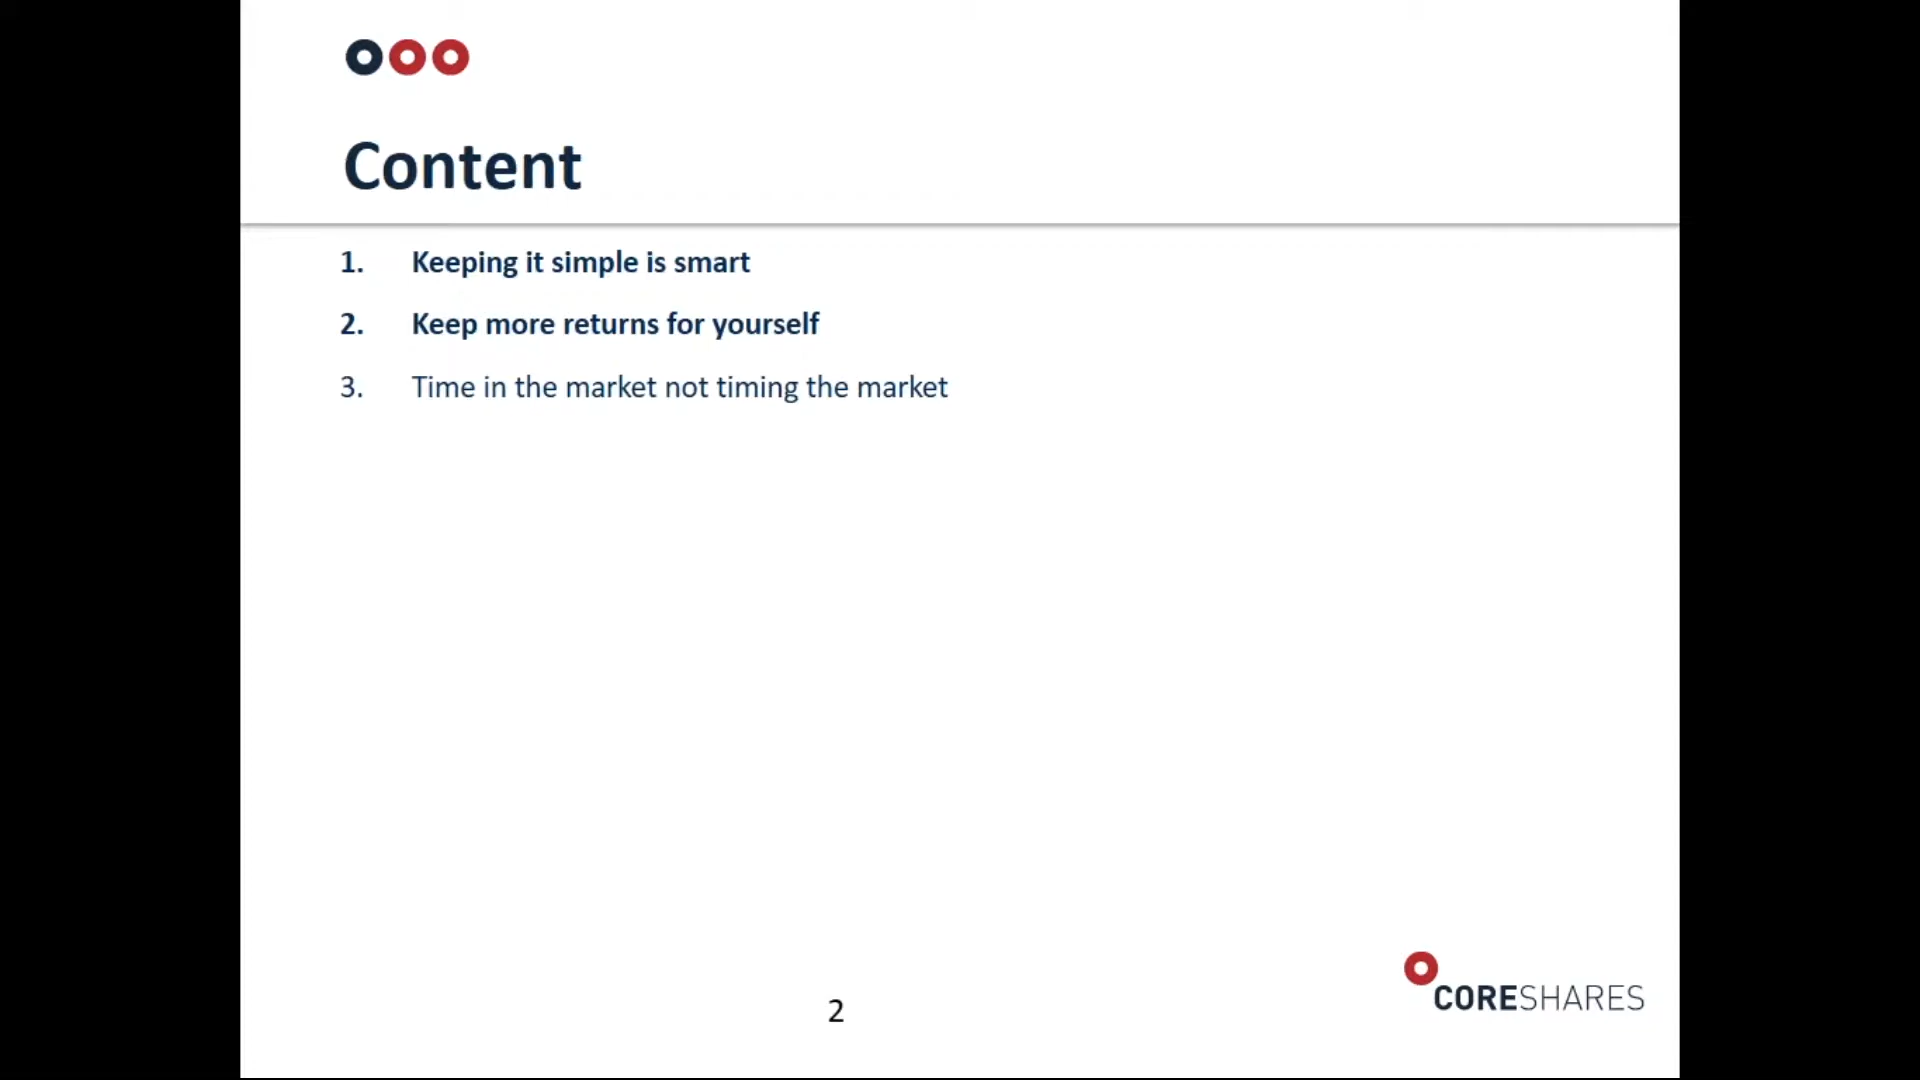 Content
1. Keeping it simple is smart
2. Keep more returns for yourself
3. Time in the market not timing the market
2
CORESHARES